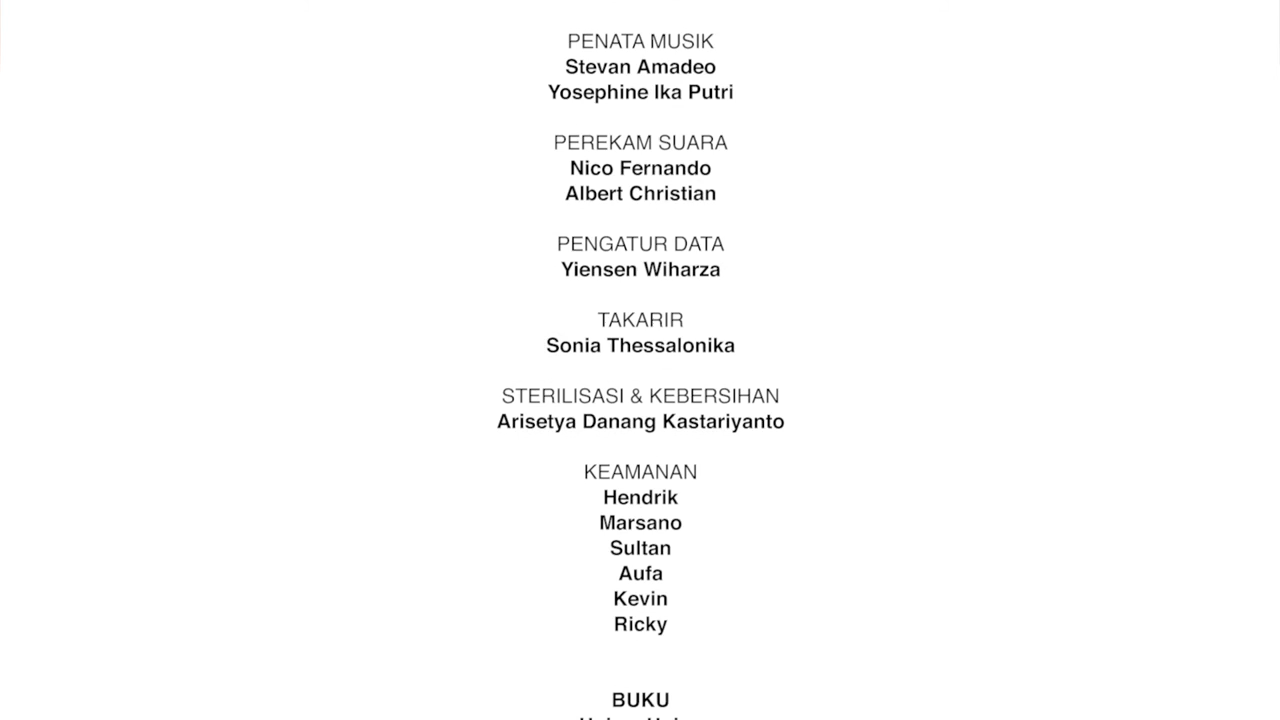 PENATA MUSIK
Stevan Amadeo
Yosephine Ika Putri
PEREKAM SUARA
Nico Fernando
Albert Christian
PENGATUR DATA
Yiensen Wiharza
TAKARIR
Sonia Thessalonika
STERILISASI & KEBERSIHAN
Arisetya Danang Kastariyanto
KEAMANAN
Hendrik
Marsano
Sultan
Aufa
Kevin
Ricky
BUKU